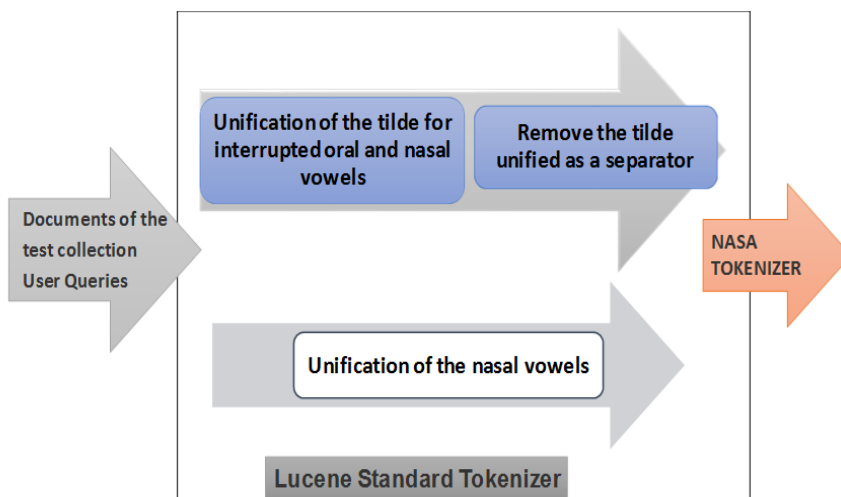 Documents of the
test collection
User Queries
Unification of the tilde for
interrupted oral and nasal
vowels
Remove the tilde
unified as a separator
Unification of the nasal vowels
Lucene Standard Tokenizer
NASA
TOKENIZER